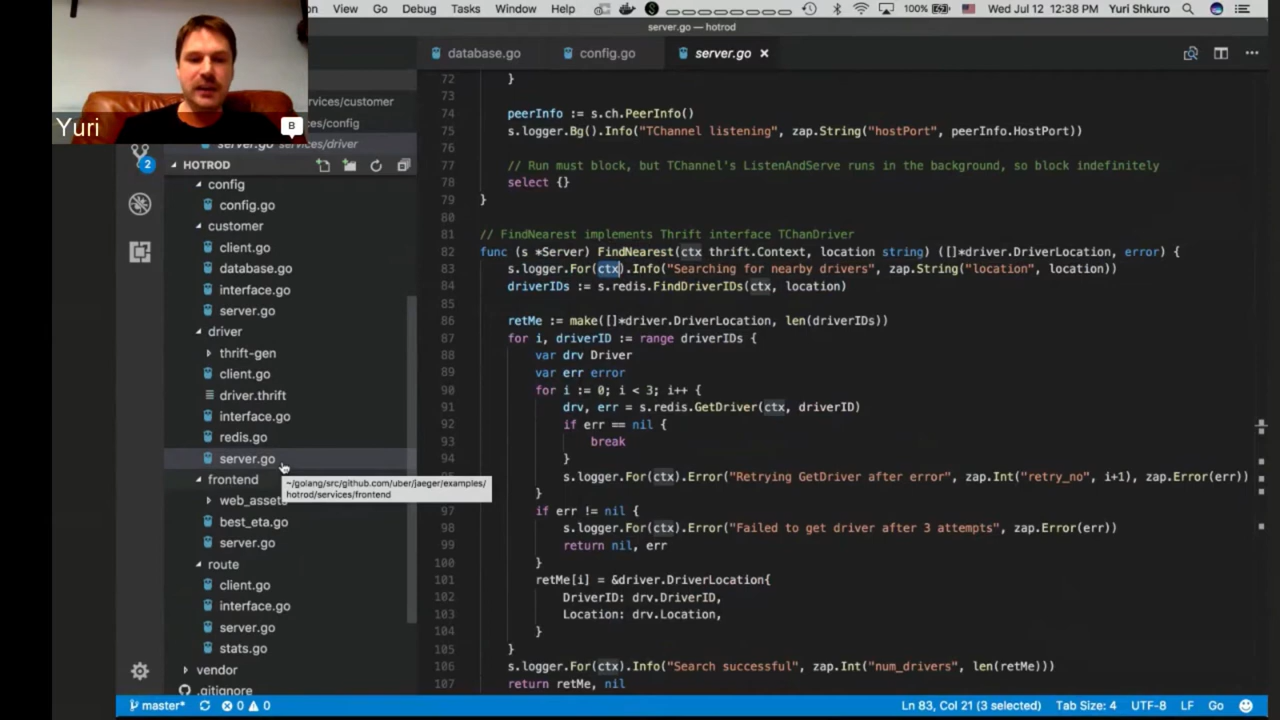 on View Go Debug Tasks Window Help 100% Wed Jul 12 12:38 PM Yuri Shkuro
server.go — hotrod
database.go config.go server.go
Yuri B
rvices/customer
ces/config
server.go services/driver
2
HOTROD
config
config.go
customer
client.go
database.go
interface.go
server.go
driver
thrift-gen
client.go
driver.thrift
interface.go
redis.go
server.go
frontend
~/golang/src/github.com/uber/jaeger/examples/
hotrod/services/frontend
web_assets
best_eta.go
server.go
route
client.go
interface.go
server.go
stats.go
vendor
.gitignore
72 }
73
74 peerInfo := s.ch.PeerInfo()
75 s.logger.Bg().Info("TChannel listening", zap.String("hostPort", peerInfo.HostPort))
76
77 // Run must block, but TChannel's ListenAndServe runs in the background, so block indefinitely
78 select {}
79 }
80
81 // FindNearest implements Thrift interface TChanDriver
82 func (s *Server) FindNearest(ctx thrift.Context, location string) ([]*driver.DriverLocation, error) {
83 s.logger.For(ctx).Info("Searching for nearby drivers", zap.String("location", location))
84 driverIDs := s.redis.FindDriverIDs(ctx, location)
85
86 retMe := make([]*driver.DriverLocation, len(driverIDs))
87 for i, driverID := range driverIDs {
88 var drv Driver
89 var err error
90 for i := 0; i < 3; i++ {
91 drv, err = s.redis.GetDriver(ctx, driverID)
92 if err == nil {
93 break
94 }
s.logger.For(ctx).Error("Retrying GetDriver after error", zap.Int("retry_no", i+1), zap.Error(err))
}
97 if err != nil {
98 s.logger.For(ctx).Error("Failed to get driver after 3 attempts", zap.Error(err))
99 return nil, err
100 }
101 retMe[i] = &driver.DriverLocation{
102 DriverID: drv.DriverID,
103 Location: drv.Location,
104 }
105 }
106 s.logger.For(ctx).Info("Search successful", zap.Int("num_drivers", len(retMe)))
107 return retMe, nil
master* 0 0 Ln 83, Col 21 (3 selected) Tab Size: 4 UTF-8 LF Go